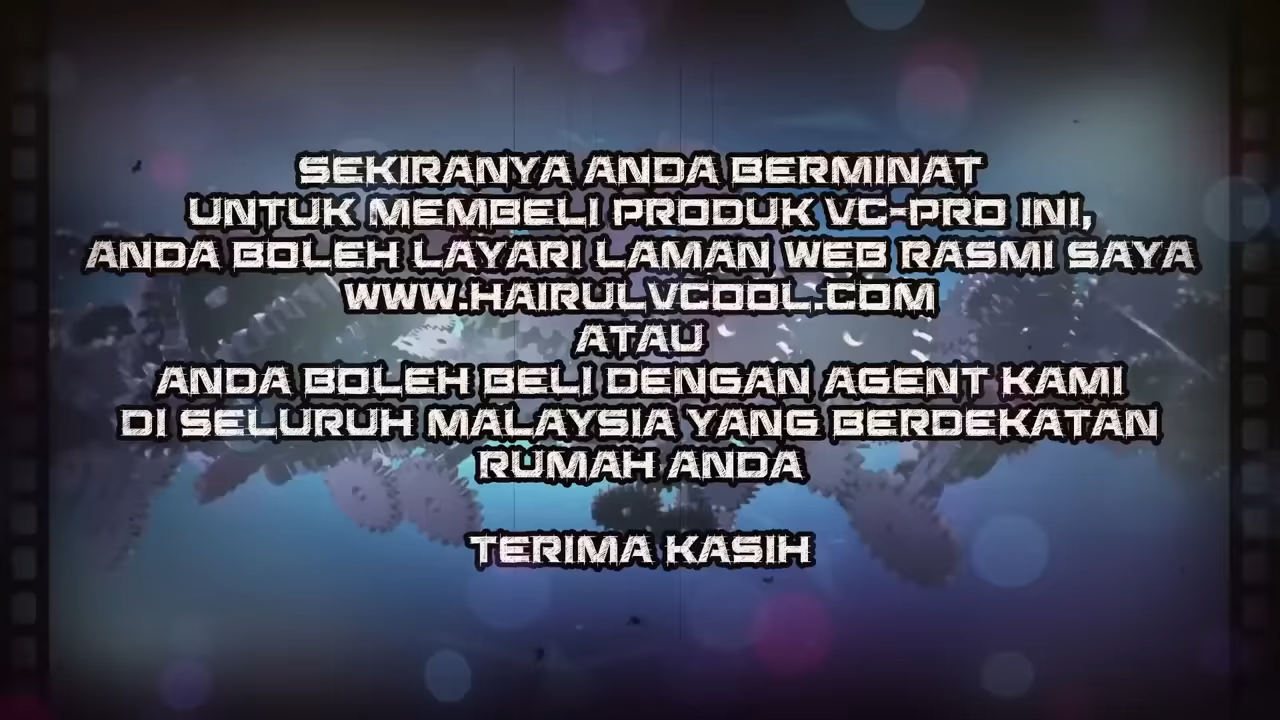 SEKIRANYA ANDA BERMINAT
UNTUK MEMBELI PRODUK VC-PRO INI,
ANDA BOLEH LAYARI LAMAN WEB RASMI SAYA
WWW.HAIRULVCOOL.COM
ATAU
ANDA BOLEH BELI DENGAN AGENT KAMI
DI SELURUH MALAYSIA YANG BERDEKATAN
RUMAH ANDA
TERIMA KASIH